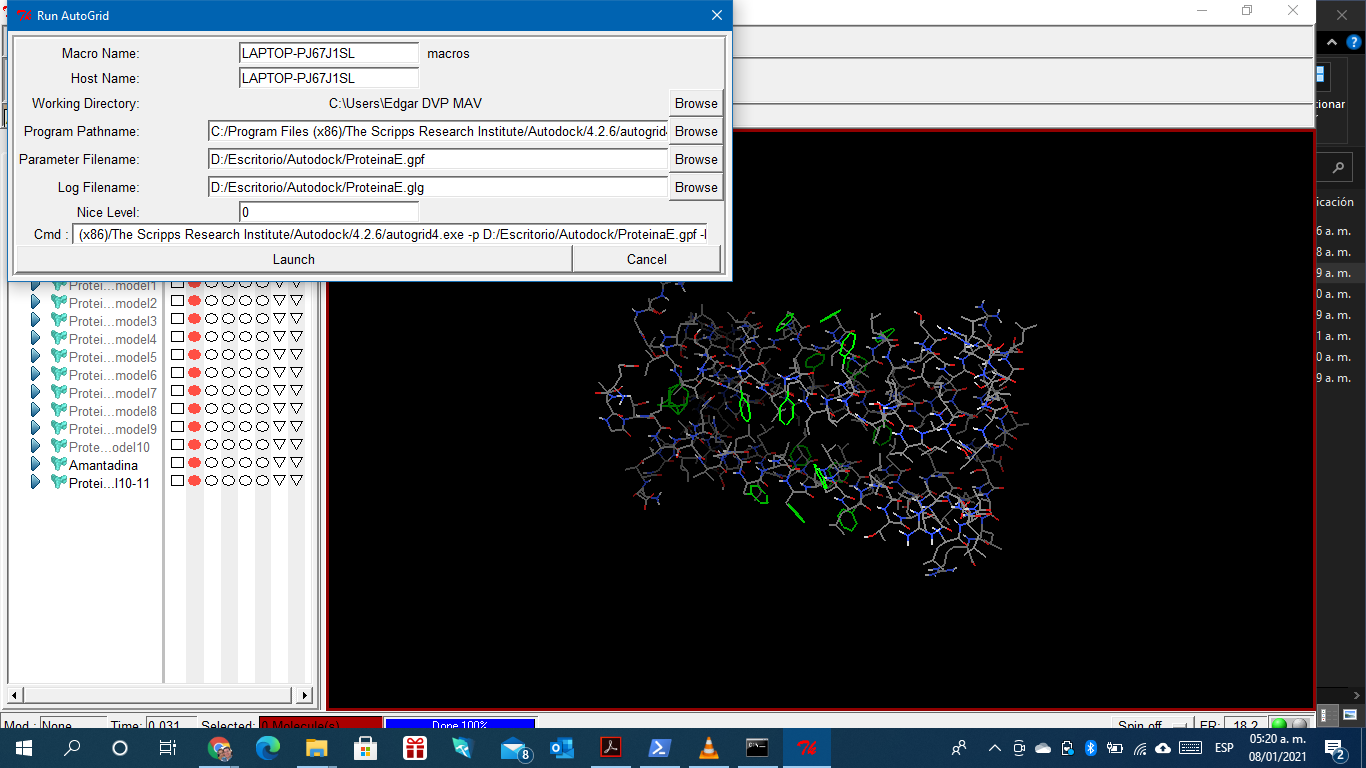 Run AutoGrid
Macro Name: LAPTOP-PJ67J1SL macros
Host Name: LAPTOP-PJ67J1SL
Working Directory: C:\Users\Edgar DVP MAV Browse
Program Pathname: C:/Program Files (x86)/The Scripps Research Institute/Autodock/4.2.6/autogrid4 Browse
Parameter Filename: D:/Escritorio/Autodock/ProteinaE.gpf Browse
Log Filename: D:/Escritorio/Autodock/ProteinaE.glg Browse
Nice Level: 0
Cmd : (x86)/The Scripps Research Institute/Autodock/4.2.6/autogrid4.exe -p D:/Escritorio/Autodock/ProteinaE.gpf -l
Launch Cancel
Protei...model1
Protei...model2
Protei...model3
Protei...model4
Protei...model5
Protei...model6
Protei...model7
Protei...model8
Protei...model9
Prote...odel10
Amantadina
Protei...l10-11
cionar
icación
6 a. m.
8 a. m.
9 a. m.
0 a. m.
9 a. m.
1 a. m.
0 a. m.
9 a. m.
Mod.: None Time: 0.031 Selected: 0 Molecule(s) Done 100% Spin off FR: 18.2
8 ESP 05:20 a. m.
08/01/2021 2